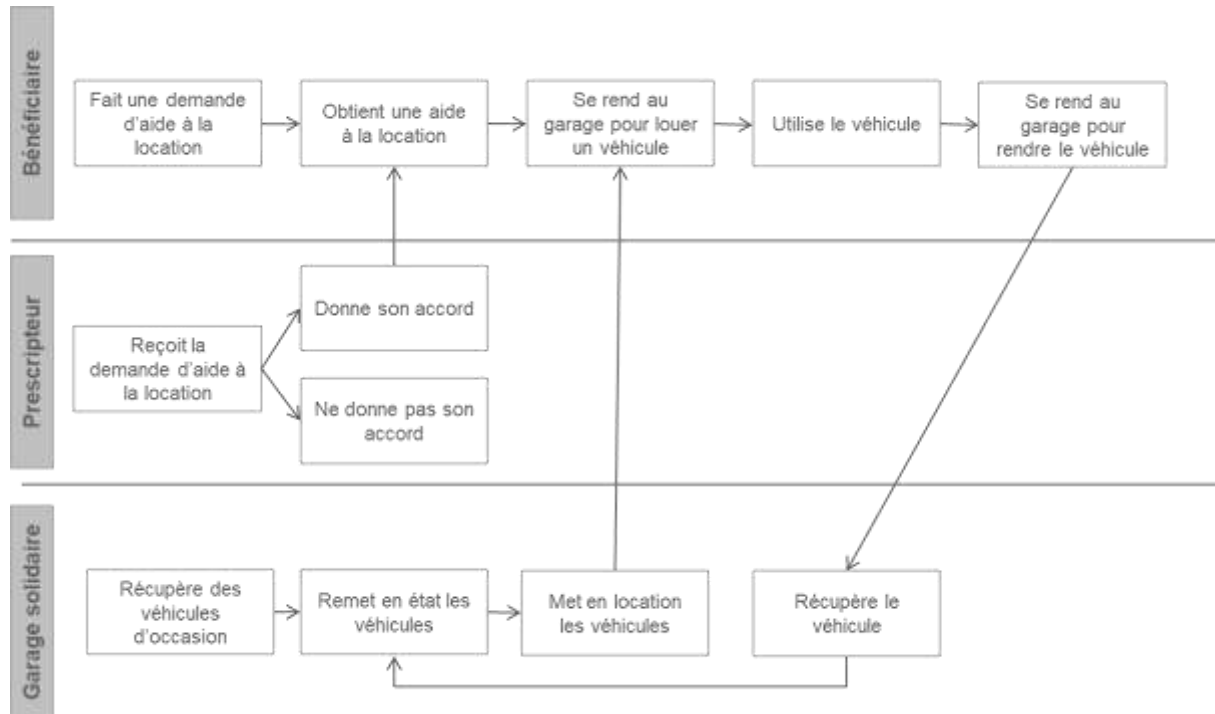 Bénéficiaire
Fait une demande
d'aide à la
location
Obtient une aide
à la location
Se rend au
garage pour louer
un véhicule
Utilise le véhicule
Se rend au
garage pour
rendre le véhicule
Prescripteur
Reçoit la
demande d'aide à
la location
Donne son accord
Ne donne pas son
accord
Garage solidaire
Récupère des
véhicules
d'occasion
Remet en état les
véhicules
Met en location
les véhicules
Récupère le
véhicule